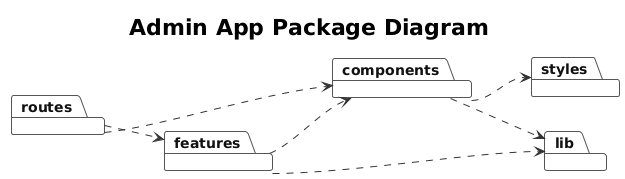 Admin App Package Diagram
components
styles
routes
features
lib